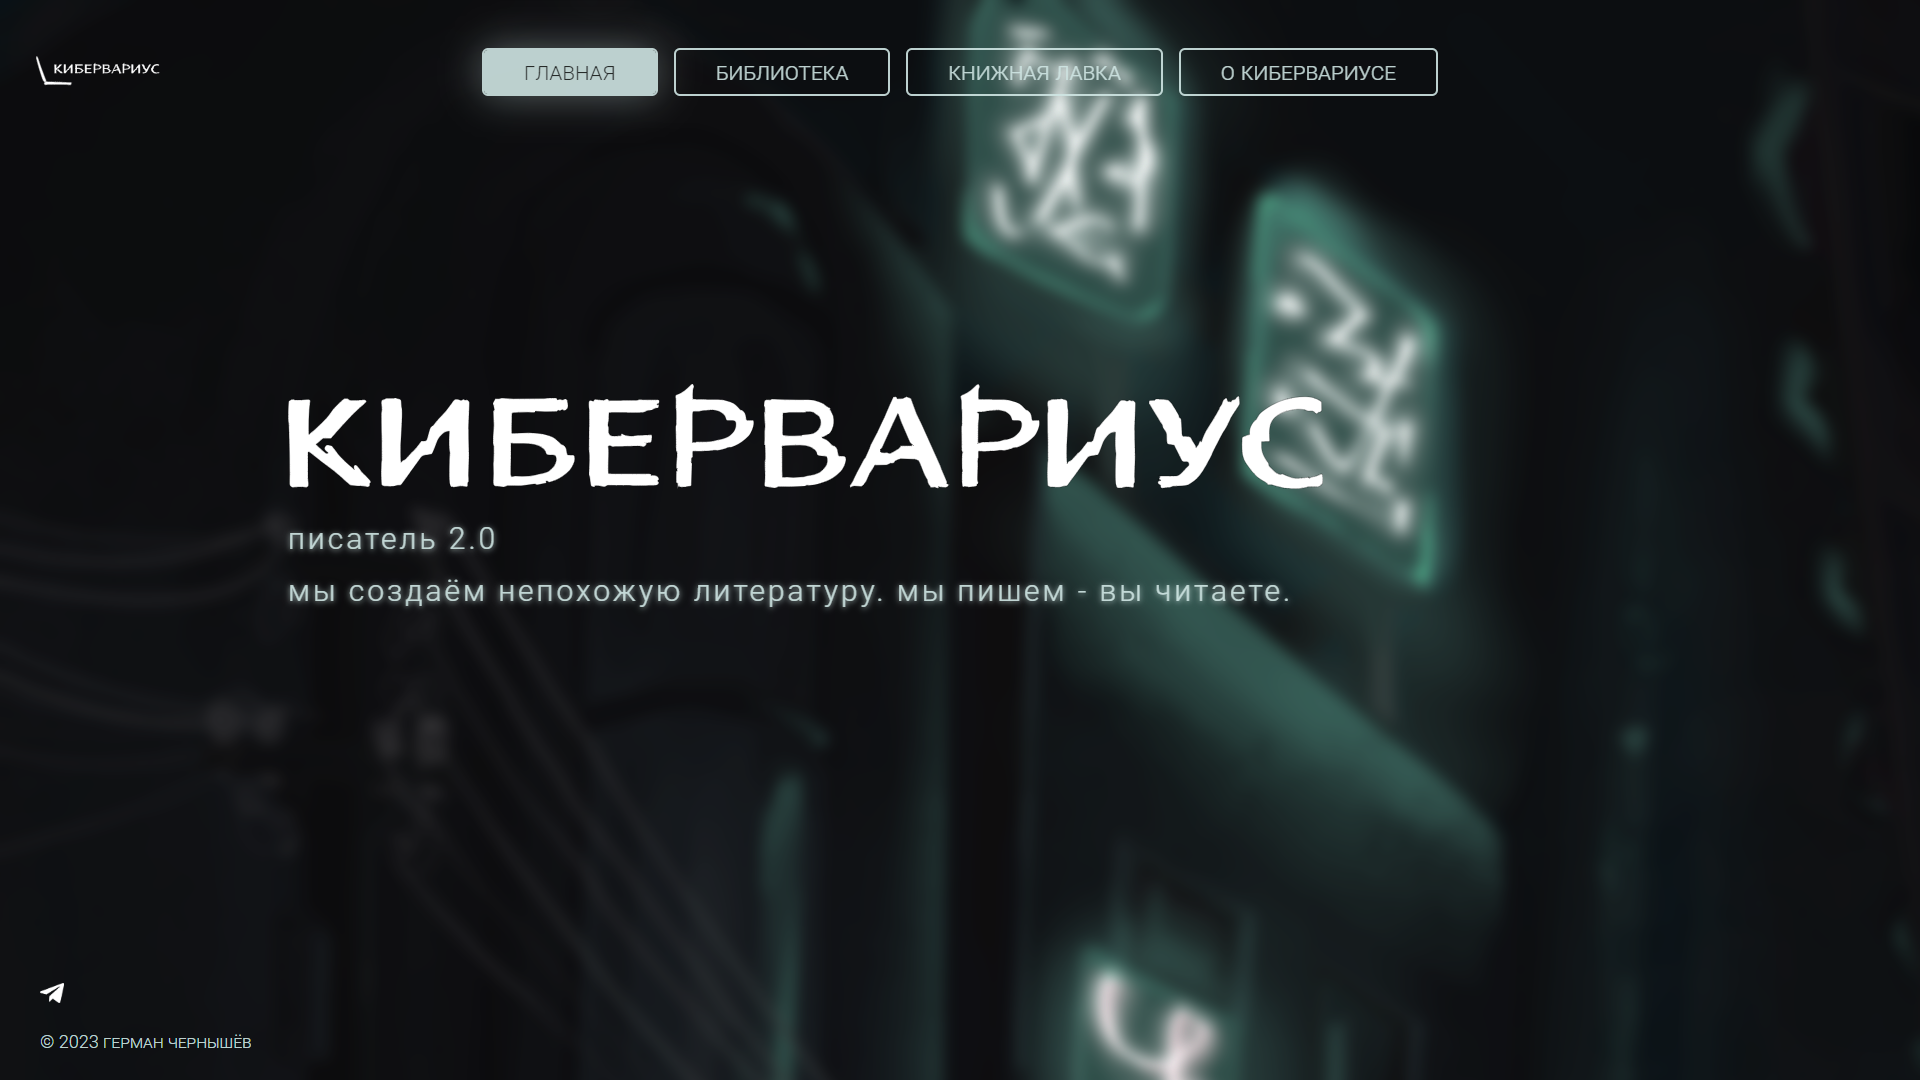 КИБЕРВАРИУС
ГЛАВНАЯ
БИБЛИОТЕКА
КНИЖНАЯ ЛАВКА
О КИБЕРВАРИУСЕ
КИБЕРВАРИУС
писатель 2.0
мы создаём непохожую литературу. мы пишем - вы читаете.
© 2023 ГЕРМАН ЧЕРНЫШЁВ